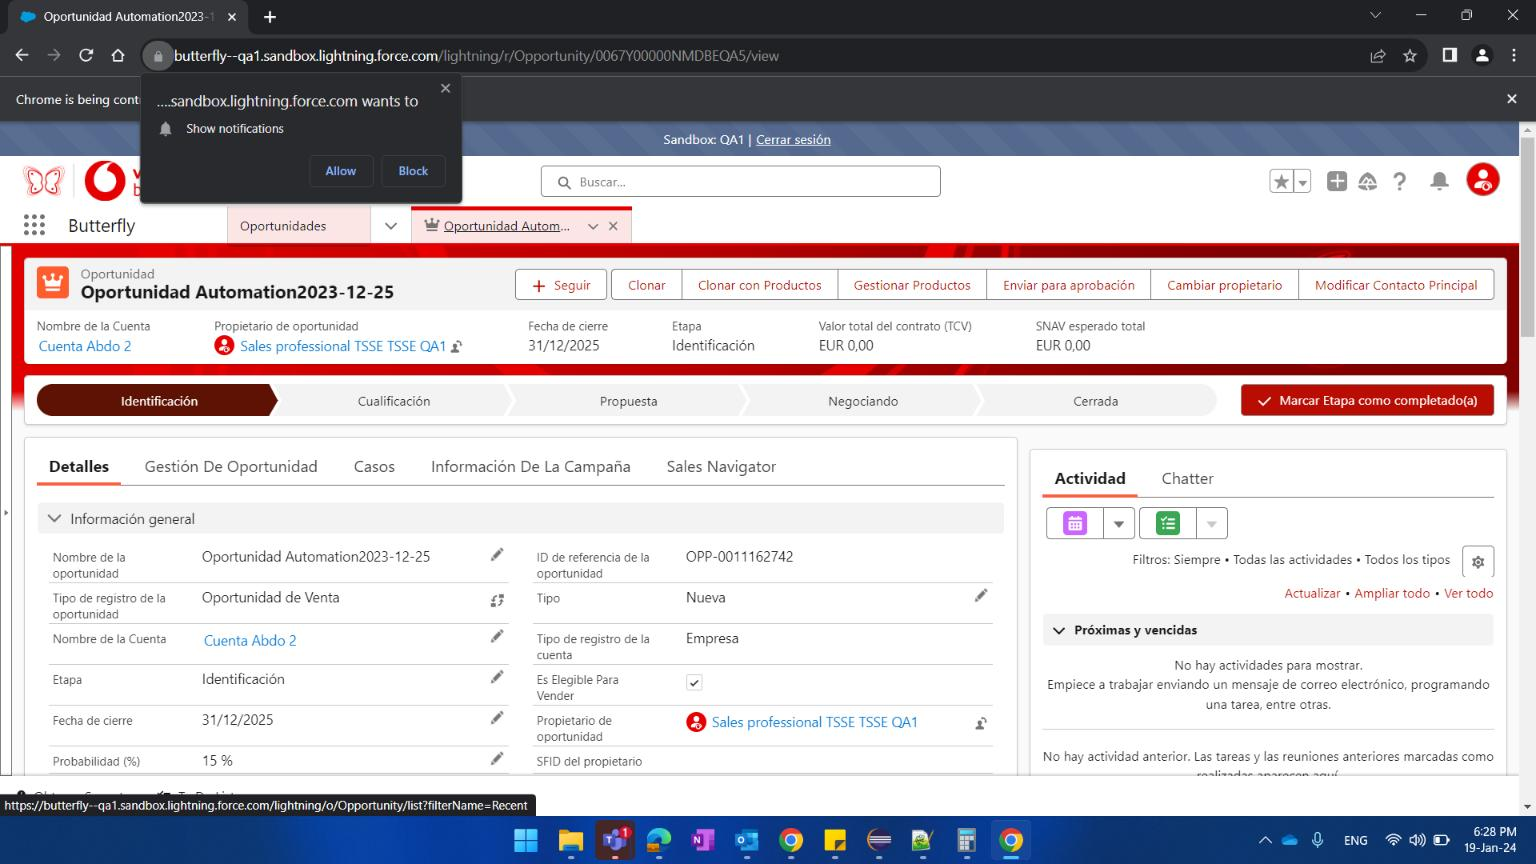 Oportunidad Automation2023-1
butterfly--qa1.sandbox.lightning.force.com/lightning/r/Opportunity/0067Y00000NMDBEQA5/view
Chrome is being cont
....sandbox.lightning.force.com wants to
Show notifications
Allow
Block
Sandbox: QA1 | Cerrar sesión
Buscar...
Butterfly
Oportunidades
Oportunidad Autom...
Oportunidad
Oportunidad Automation2023-12-25
Seguir
Clonar
Clonar con Productos
Gestionar Productos
Enviar para aprobación
Cambiar propietario
Modificar Contacto Principal
Nombre de la Cuenta
Propietario de oportunidad
Fecha de cierre
Etapa
Valor total del contrato (TCV)
SNAV esperado total
Cuenta Abdo 2
Sales professional TSSE TSSE QA1
31/12/2025
Identificación
EUR 0,00
EUR 0,00
Identificación
Cualificación
Propuesta
Negociando
Cerrada
Marcar Etapa como completado(a)
Detalles
Gestión De Oportunidad
Casos
Información De La Campaña
Sales Navigator
Información general
Nombre de la
oportunidad
Oportunidad Automation2023-12-25
ID de referencia de la
oportunidad
OPP-0011162742
Tipo de registro de la
oportunidad
Oportunidad de Venta
Tipo
Nueva
Nombre de la Cuenta
Cuenta Abdo 2
Tipo de registro de la
cuenta
Empresa
Etapa
Identificación
Es Elegible Para
Vender
Fecha de cierre
31/12/2025
Propietario de
oportunidad
Sales professional TSSE TSSE QA1
Probabilidad (%)
15 %
SFID del propietario
Actividad
Chatter
Filtros: Siempre • Todas las actividades • Todos los tipos
Actualizar • Ampliar todo • Ver todo
Próximas y vencidas
No hay actividades para mostrar.
Empiece a trabajar enviando un mensaje de correo electrónico, programando
una tarea, entre otras.
No hay actividad anterior. Las tareas y las reuniones anteriores marcadas como
realizadas aparecen aquí.
https://butterfly--qa1.sandbox.lightning.force.com/lightning/o/Opportunity/list?filterName=Recent
1
ENG
6:28 PM
19-Jan-24